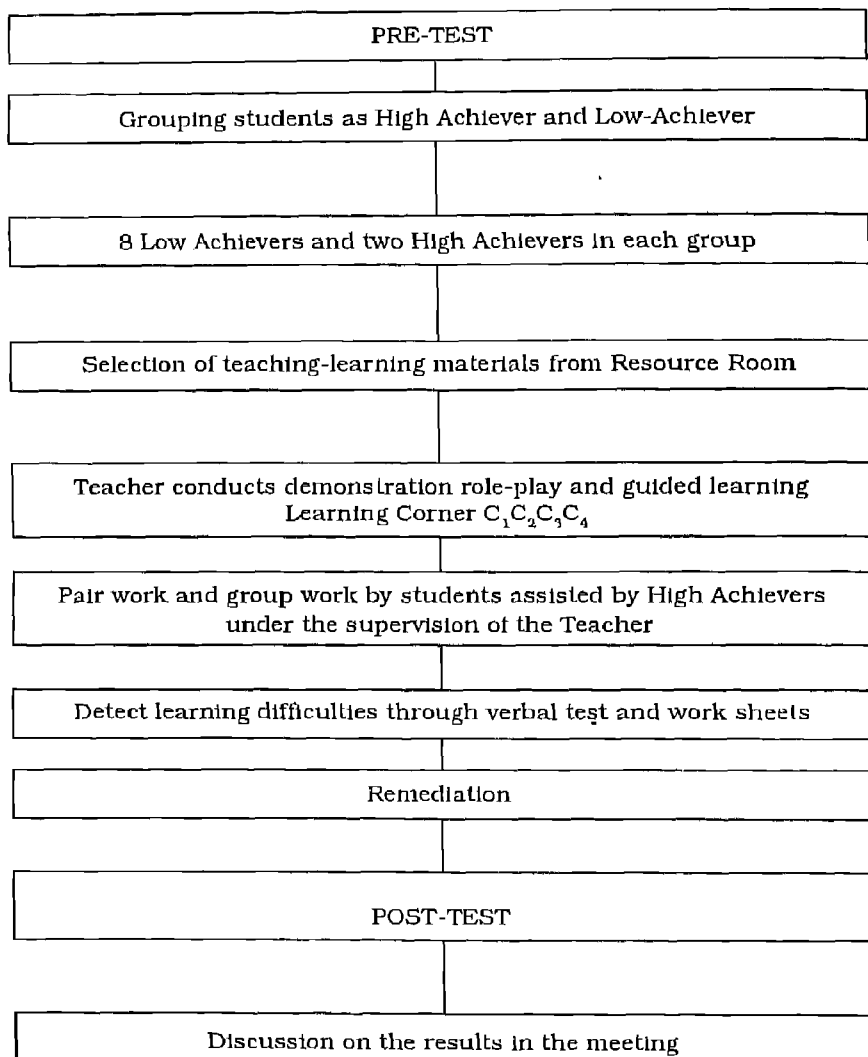 PRE-TEST
Grouping students as High Achiever and Low-Achiever
8 Low Achievers and two High Achievers in each group
Selection of teaching-learning materials from Resource Room
Teacher conducts demonstration role-play and guided learning
Learning Corner C₁C₂C₃C₄
Pair work and group work by students assisted by High Achievers
under the supervision of the Teacher
Detect learning difficulties through verbal test and work sheets
Remediation
POST-TEST
Discussion on the results in the meeting